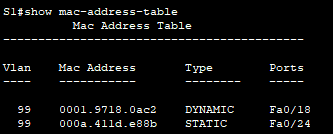 S1#show mac-address-table
Mac Address Table
-------------------------------------------
Vlan Mac Address Type Ports
---- ----------- -------- -----
99 0001.9718.0ac2 DYNAMIC Fa0/18
99 000a.411d.e88b STATIC Fa0/24